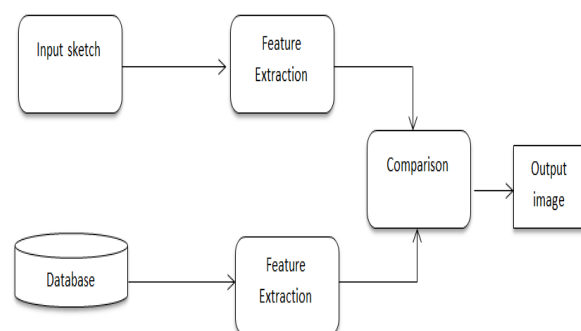 Input sketch
Feature
Extraction
Comparison
Output
image
Database
Feature
Extraction